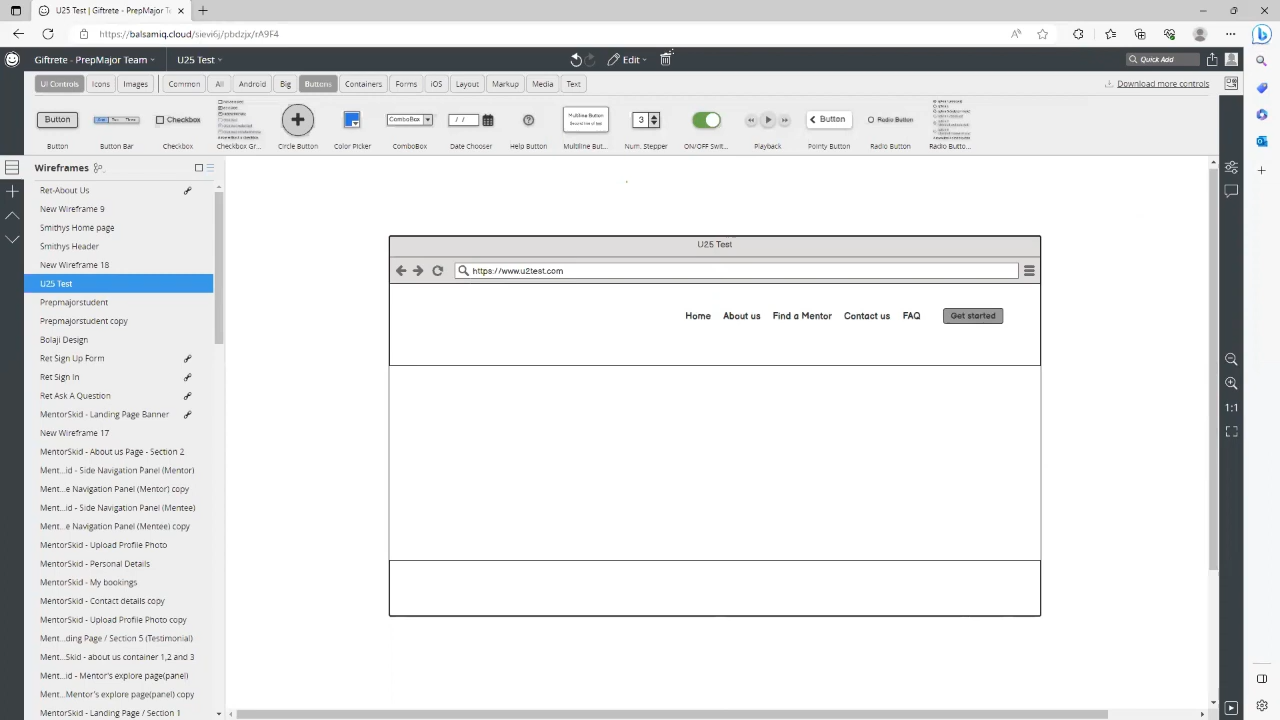 U25 Test | Giftrete - PrepMajor T
https://balsamiq.cloud/sievi6j/pbdzjx/rA9F4
Giftrete - PrepMajor Team
U25 Test
Edit
Quick Add
UI Controls
Icons
Images
Common
All
Android
Big
Buttons
Containers
Forms
iOS
Layout
Markup
Media
Text
Download more controls
Button
Checkbox
ComboBox
/ /
Multiline Button
Second line of text
3
Button
Radio Button
Button
Button Bar
Checkbox
Checkbox Gr...
Circle Button
Color Picker
ComboBox
Date Chooser
Help Button
Multiline But...
Num. Stepper
ON/OFF Swit...
Playback
Pointy Button
Radio Button
Radio Butto...
Wireframes
Ret-About Us
New Wireframe 9
Smithys Home page
Smithys Header
New Wireframe 18
U25 Test
Prepmajorstudent
Prepmajorstudent copy
Bolaji Design
Ret Sign Up Form
Ret Sign In
Ret Ask A Question
MentorSkid - Landing Page Banner
New Wireframe 17
MentorSkid - About us Page - Section 2
Ment...id - Side Navigation Panel (Mentor)
Ment...e Navigation Panel (Mentor) copy
Ment...id - Side Navigation Panel (Mentee)
Ment...e Navigation Panel (Mentee) copy
MentorSkid - Upload Profile Photo
MentorSkid - Personal Details
MentorSkid - My bookings
MentorSkid - Contact details copy
MentorSkid - Upload Profile Photo copy
Ment...ding Page / Section 5 (Testimonial)
Ment...Skid - about us container 1,2 and 3
Ment...id - Mentor's explore page(panel)
Ment...Mentor's explore page(panel) copy
MentorSkid - Landing Page / Section 1
U25 Test
https://www.u2test.com
Home
About us
Find a Mentor
Contact us
FAQ
Get started
1:1